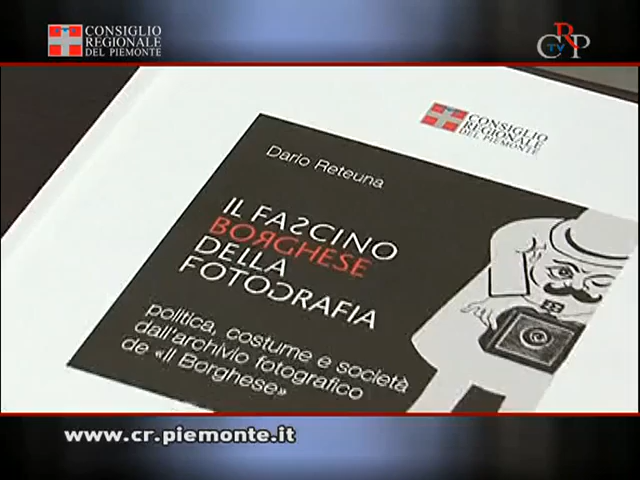 CONSIGLIO
REGIONALE
DEL PIEMONTE
CRP
TV
CONSIGLIO
REGIONALE
DEL PIEMONTE
Dario Reteuna
IL FASCINO
BORGHESE
DELLA
FOTOGRAFIA
politica, costume e società
dall'archivio fotografico
de «Il Borghese»
www.cr.piemonte.it